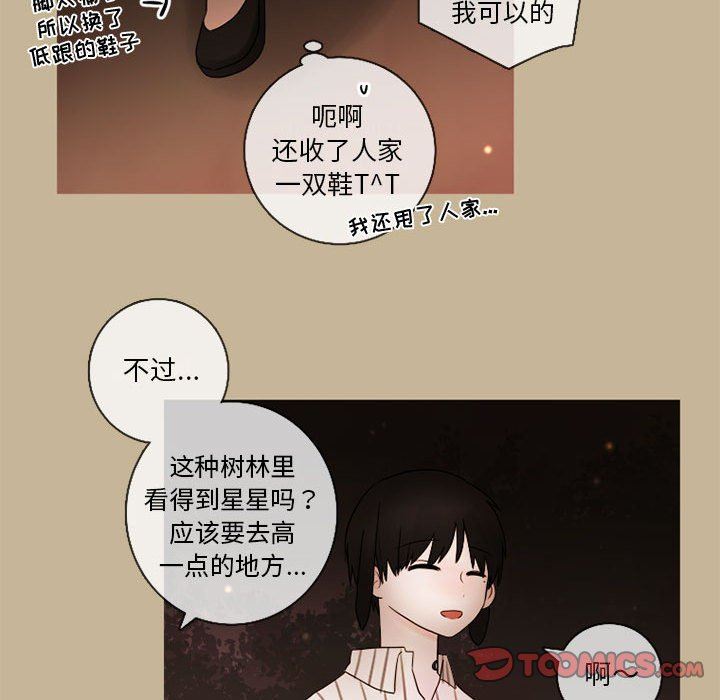 所以换了
低跟的鞋子
我可以的
呃啊
还收了人家
一双鞋T^T
我还甩了人家...
不过...
这种树林里
看得到星星吗？
应该要去高
一点的地方...
啊～
TOOMICS.COM